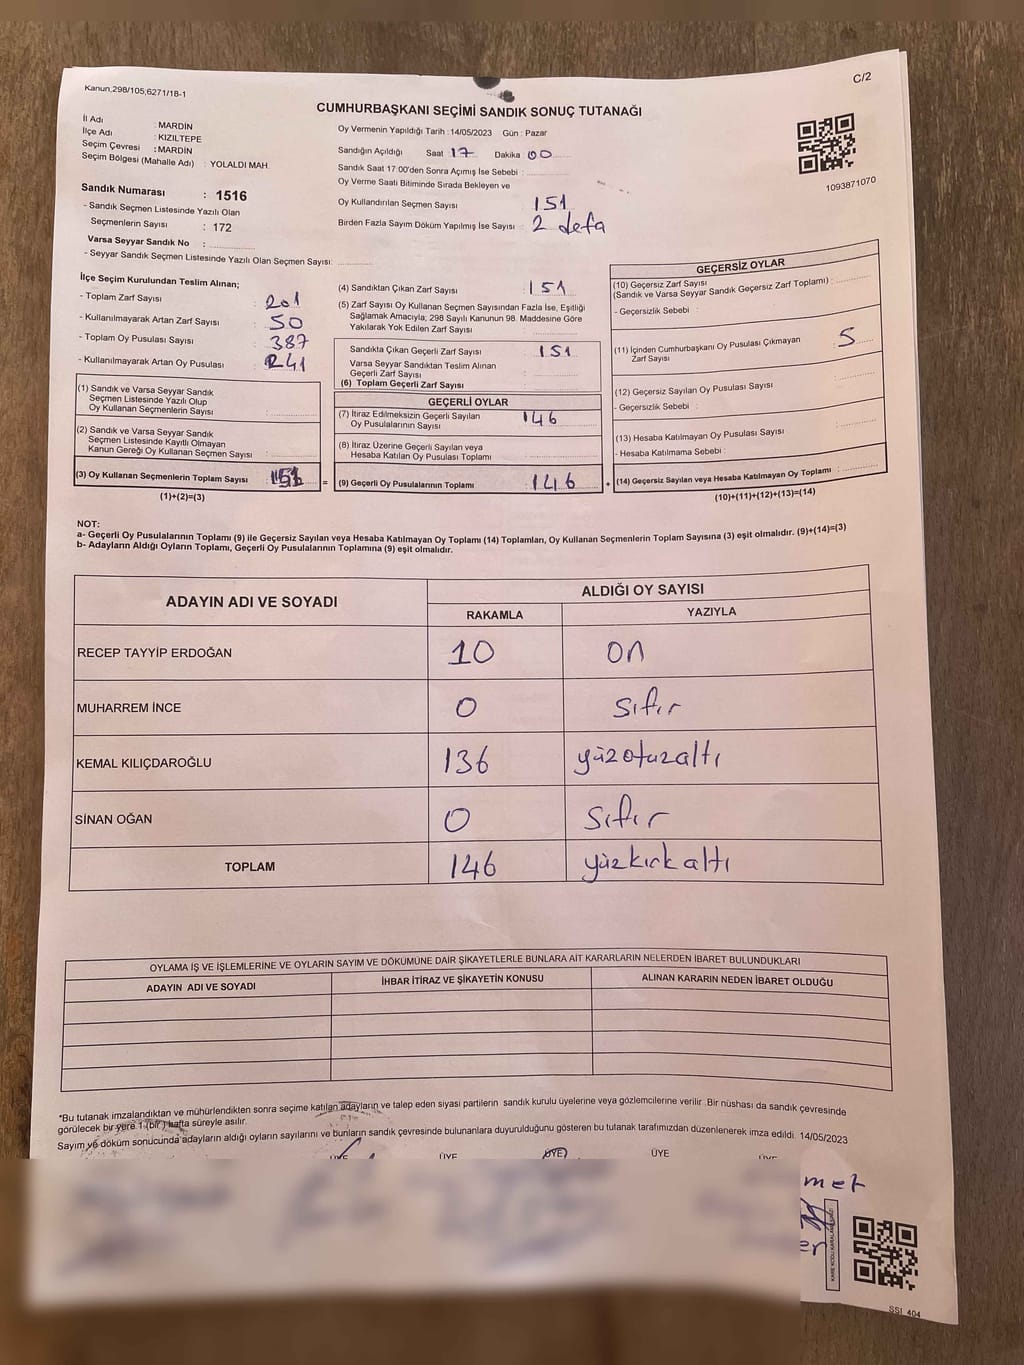 Kanun,298/105,6271/18-1
C/2
CUMHURBAŞKANI SEÇİMİ SANDIK SONUÇ TUTANAĞI
İl Adı : MARDİN
İlçe Adı : KIZILTEPE
Seçim Çevresi : MARDİN
Seçim Bölgesi (Mahalle Adı) : YOLALDI MAH.
Sandık Numarası : 1516
- Sandık Seçmen Listesinde Yazılı Olan
Seçmenlerin Sayısı : 172
Varsa Seyyar Sandık No :
- Seyyar Sandık Seçmen Listesinde Yazılı Olan Seçmen Sayısı:
Oy Vermenin Yapıldığı Tarih :14/05/2023 Gün : Pazar
Sandığın Açıldığı Saat 17 Dakika 00
Sandık Saat 17:00'den Sonra Açımış İse Sebebi :
Oy Verme Saati Bitiminde Sırada Bekleyen ve
Oy Kullandırılan Seçmen Sayısı 151
Birden Fazla Sayım Döküm Yapılmış İse Sayısı : 2 defa
1093871070
İlçe Seçim Kurulundan Teslim Alınan;
- Toplam Zarf Sayısı : 201
- Kullanılmayarak Artan Zarf Sayısı : 50
- Toplam Oy Pusulası Sayısı : 387
- Kullanılmayarak Artan Oy Pusulası : 241
(1) Sandık ve Varsa Seyyar Sandık
Seçmen Listesinde Yazılı Olup
Oy Kullanan Seçmenlerin Sayısı :
(2) Sandık ve Varsa Seyyar Sandık
Seçmen Listesinde Kayıtlı Olmayan
Kanun Gereği Oy Kullanan Seçmen Sayısı :
(3) Oy Kullanan Seçmenlerin Toplam Sayısı : 151
(1)+(2)=(3)
(4) Sandıktan Çıkan Zarf Sayısı : 151
(5) Zarf Sayısı Oy Kullanan Seçmen Sayısından Fazla İse, Eşitliği
Sağlamak Amacıyla; 298 Sayılı Kanunun 98. Maddesine Göre
Yakılarak Yok Edilen Zarf Sayısı
Sandıkta Çıkan Geçerli Zarf Sayısı : 151
Varsa Seyyar Sandıktan Teslim Alınan
Geçerli Zarf Sayısı :
(6) Toplam Geçerli Zarf Sayısı
GEÇERLİ OYLAR
(7) İtiraz Edilmeksizin Geçerli Sayılan
Oy Pusulalarının Sayısı : 146
(8) İtiraz Üzerine Geçerli Sayılan veya
Hesaba Katılan Oy Pusulası Toplamı
= (9) Geçerli Oy Pusulalarının Toplamı : 146
GEÇERSİZ OYLAR
(10) Geçersiz Zarf Sayısı
(Sandık ve Varsa Seyyar Sandık Geçersiz Zarf Toplamı) :
- Geçersizlik Sebebi :
(11) İçinden Cumhurbaşkanı Oy Pusulası Çıkmayan
Zarf Sayısı : 5
(12) Geçersiz Sayılan Oy Pusulası Sayısı
- Geçersizlik Sebebi :
(13) Hesaba Katılmayan Oy Pusulası Sayısı
- Hesaba Katılmama Sebebi :
+ (14) Geçersiz Sayılan veya Hesaba Katılmayan Oy Toplamı :
(10)+(11)+(12)+(13)=(14)
NOT:
a- Geçerli Oy Pusulalarının Toplamı (9) ile Geçersiz Sayılan veya Hesaba Katılmayan Oy Toplamı (14) Toplamları, Oy Kullanan Seçmenlerin Toplam Sayısına (3) eşit olmalıdır. (9)+(14)=(3)
b- Adayların Aldığı Oyların Toplamı, Geçerli Oy Pusulalarının Toplamına (9) eşit olmalıdır.
ADAYIN ADI VE SOYADI ALDIĞI OY SAYISI
RAKAMLA YAZIYLA
RECEP TAYYİP ERDOĞAN 10 on
MUHARREM İNCE 0 sıfır
KEMAL KILIÇDAROĞLU 136 yüzotuzaltı
SİNAN OĞAN 0 sıfır
TOPLAM 146 yüzkırkaltı
OYLAMA İŞ VE İŞLEMLERİNE VE OYLARIN SAYIM VE DÖKÜMÜNE DAİR ŞİKAYETLERLE BUNLARA AİT KARARLARIN NELERDEN İBARET BULUNDUKLARI
ADAYIN ADI VE SOYADI İHBAR İTİRAZ VE ŞİKAYETİN KONUSU ALINAN KARARIN NEDEN İBARET OLDUĞU
*Bu tutanak imzalandıktan ve mühürlendikten sonra seçime katılan adayların ve talep eden siyasi partilerin sandık kurulu üyelerine veya gözlemcilerine verilir .Bir nüshası da sandık çevresinde
görülecek bir yere 1 (bir ) hafta süreyle asılır.
Sayım ve döküm sonucunda adayların aldığı oyların sayılarını ve bunların sandık çevresinde bulunanlara duyurulduğunu gösteren bu tutanak tarafımızdan düzenlenerek imza edildi. 14/05/2023
ÜYE ÜYE ÜYE ÜYE ÜYE
met
er
SSI_404